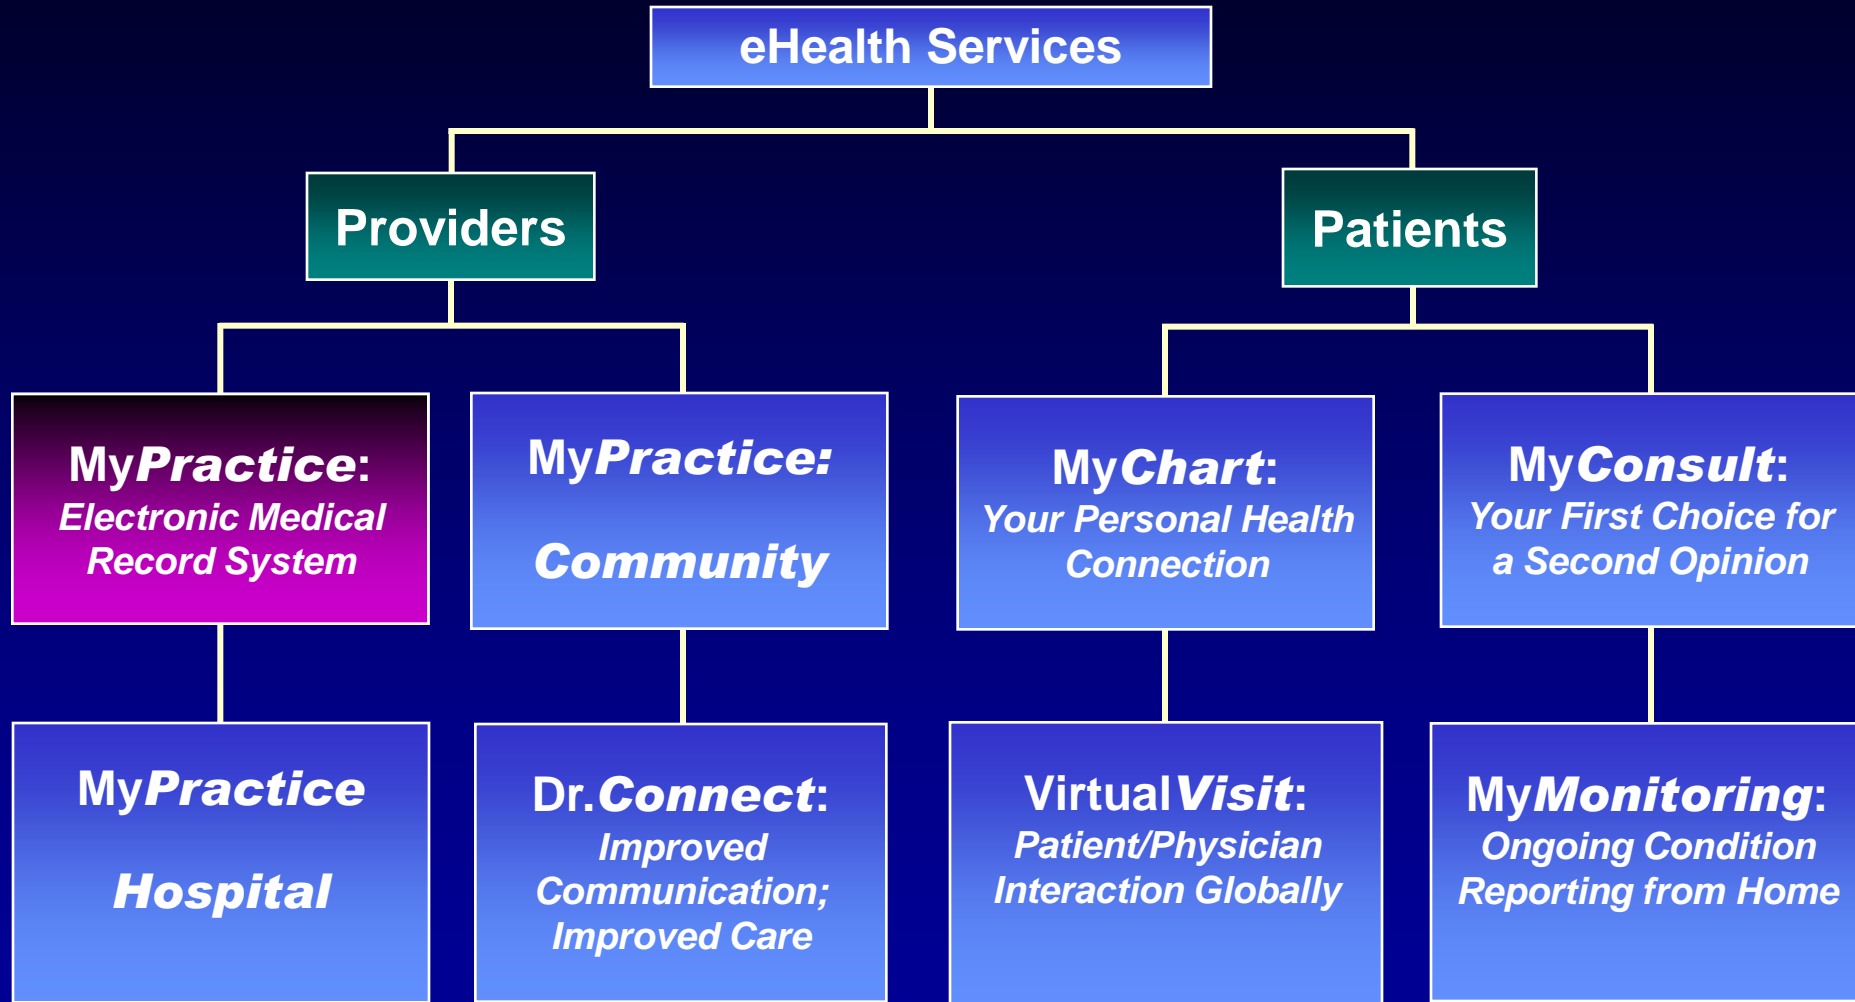 eHealth Services
Providers
Patients
MyPractice:
Electronic Medical
Record System
MyPractice:
Community
MyChart:
Your Personal Health
Connection
MyConsult:
Your First Choice for
a Second Opinion
MyPractice
Hospital
Dr.Connect:
Improved
Communication;
Improved Care
VirtualVisit:
Patient/Physician
Interaction Globally
MyMonitoring:
Ongoing Condition
Reporting from Home